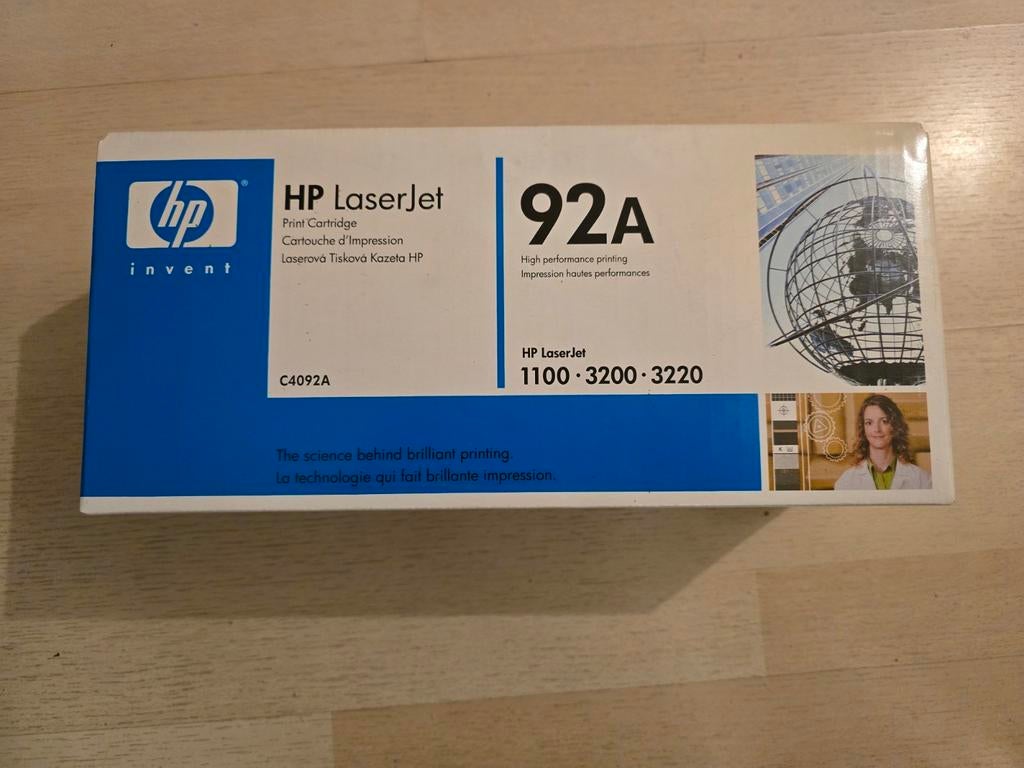 hp®
invent
HP LaserJet
Print Cartridge
Cartouche d'Impression
Laserová Tisková Kazeta HP
C4092A
92A
High performance printing
Impression hautes performances
HP LaserJet
1100 · 3200 · 3220
The science behind brilliant printing.
La technologie qui fait brillante impression.